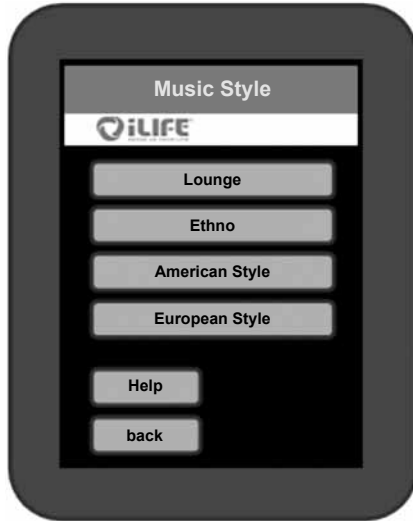 Music Style
iLIFE
Lounge
Ethno
American Style
European Style
Help
back